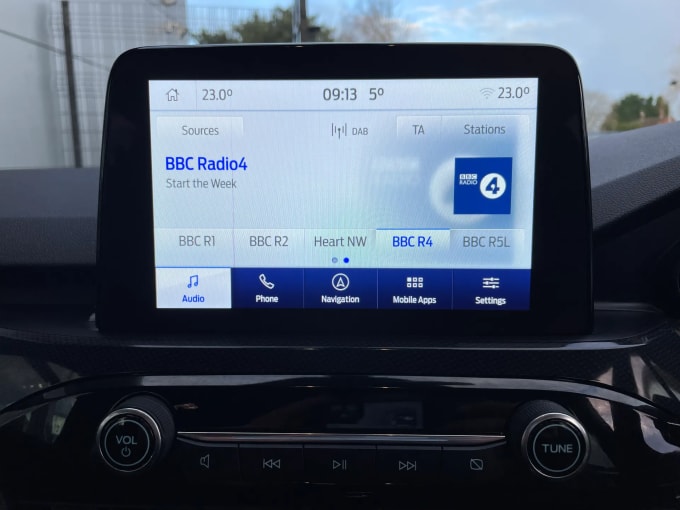 23.0° 09:13 5° 23.0°
Sources DAB TA Stations
BBC Radio4
Start the Week
BBC RADIO 4
BBC R1 BBC R2 Heart NW BBC R4 BBC R5L
Audio Phone Navigation Mobile Apps Settings
VOL TUNE